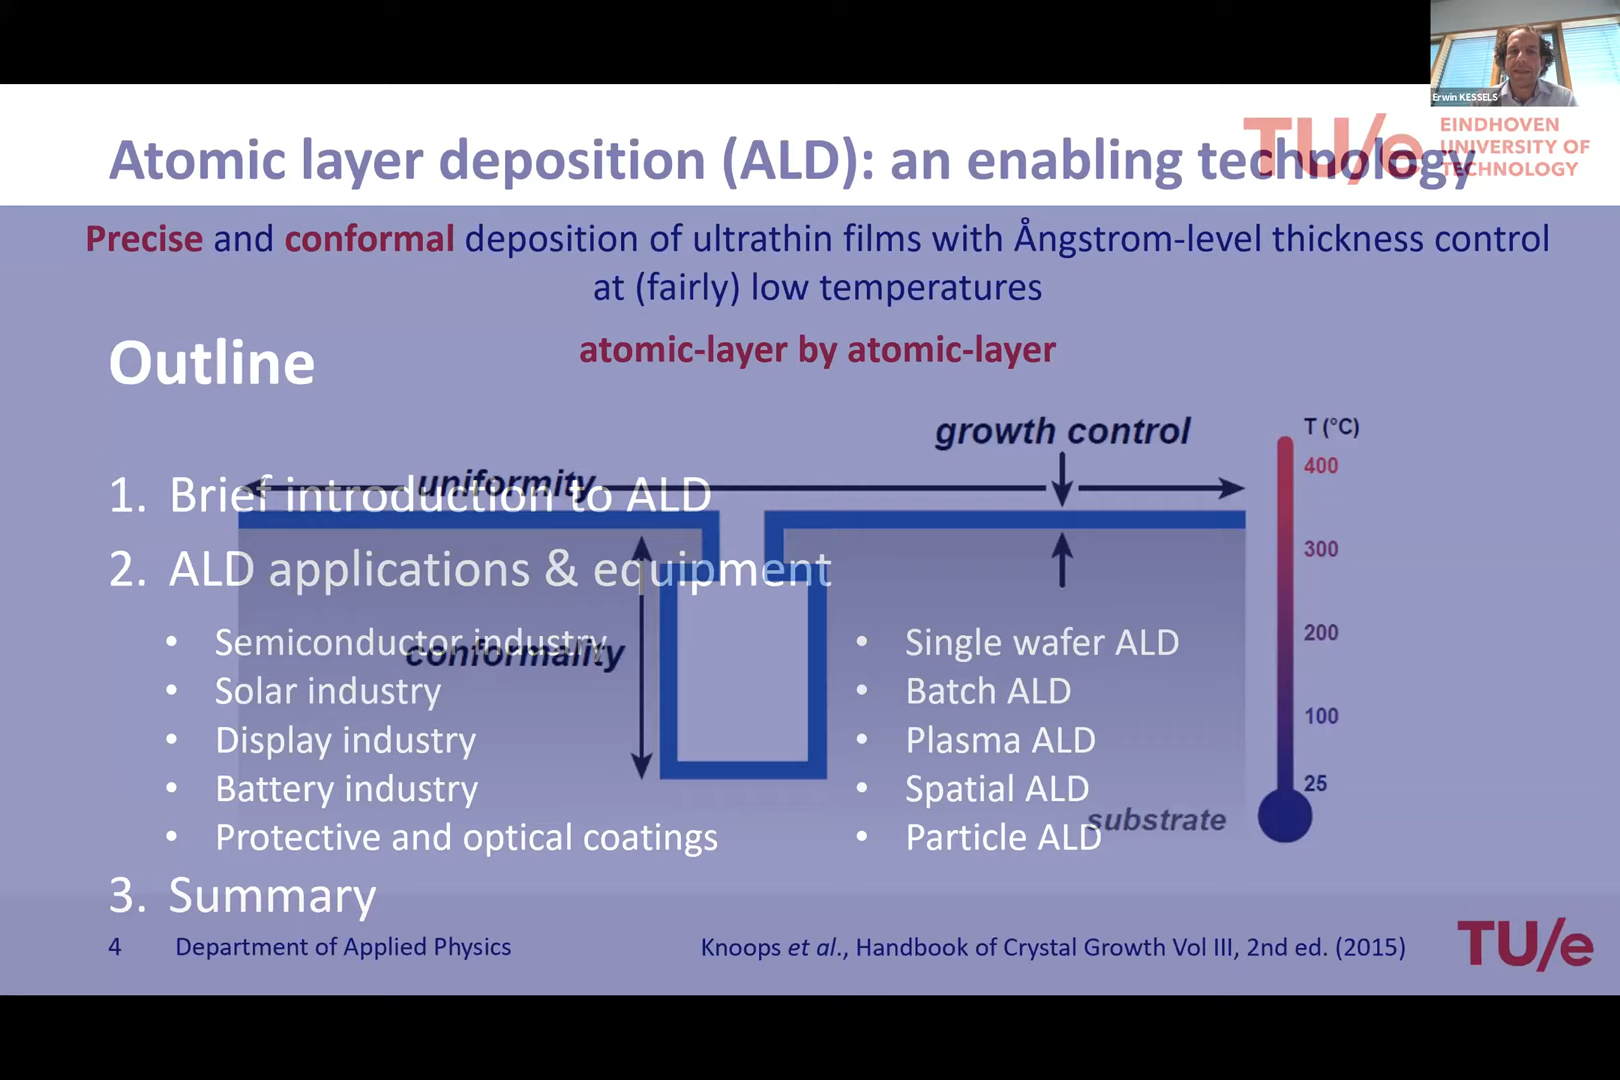 Erwin KESSELS
Atomic layer deposition (ALD): an enabling technology
TU/e
EINDHOVEN
UNIVERSITY OF
TECHNOLOGY
Precise and conformal deposition of ultrathin films with Ångstrom-level thickness control
at (fairly) low temperatures
atomic-layer by atomic-layer
Outline
1. Brief introduction to ALD
2. ALD applications & equipment
• Semiconductor industry
• Solar industry
• Display industry
• Battery industry
• Protective and optical coatings
• Single wafer ALD
• Batch ALD
• Plasma ALD
• Spatial ALD
• Particle ALD
3. Summary
growth control
uniformity
conformality
substrate
T (°C)
400
300
200
100
25
4 Department of Applied Physics
Knoops et al., Handbook of Crystal Growth Vol III, 2nd ed. (2015)
TU/e